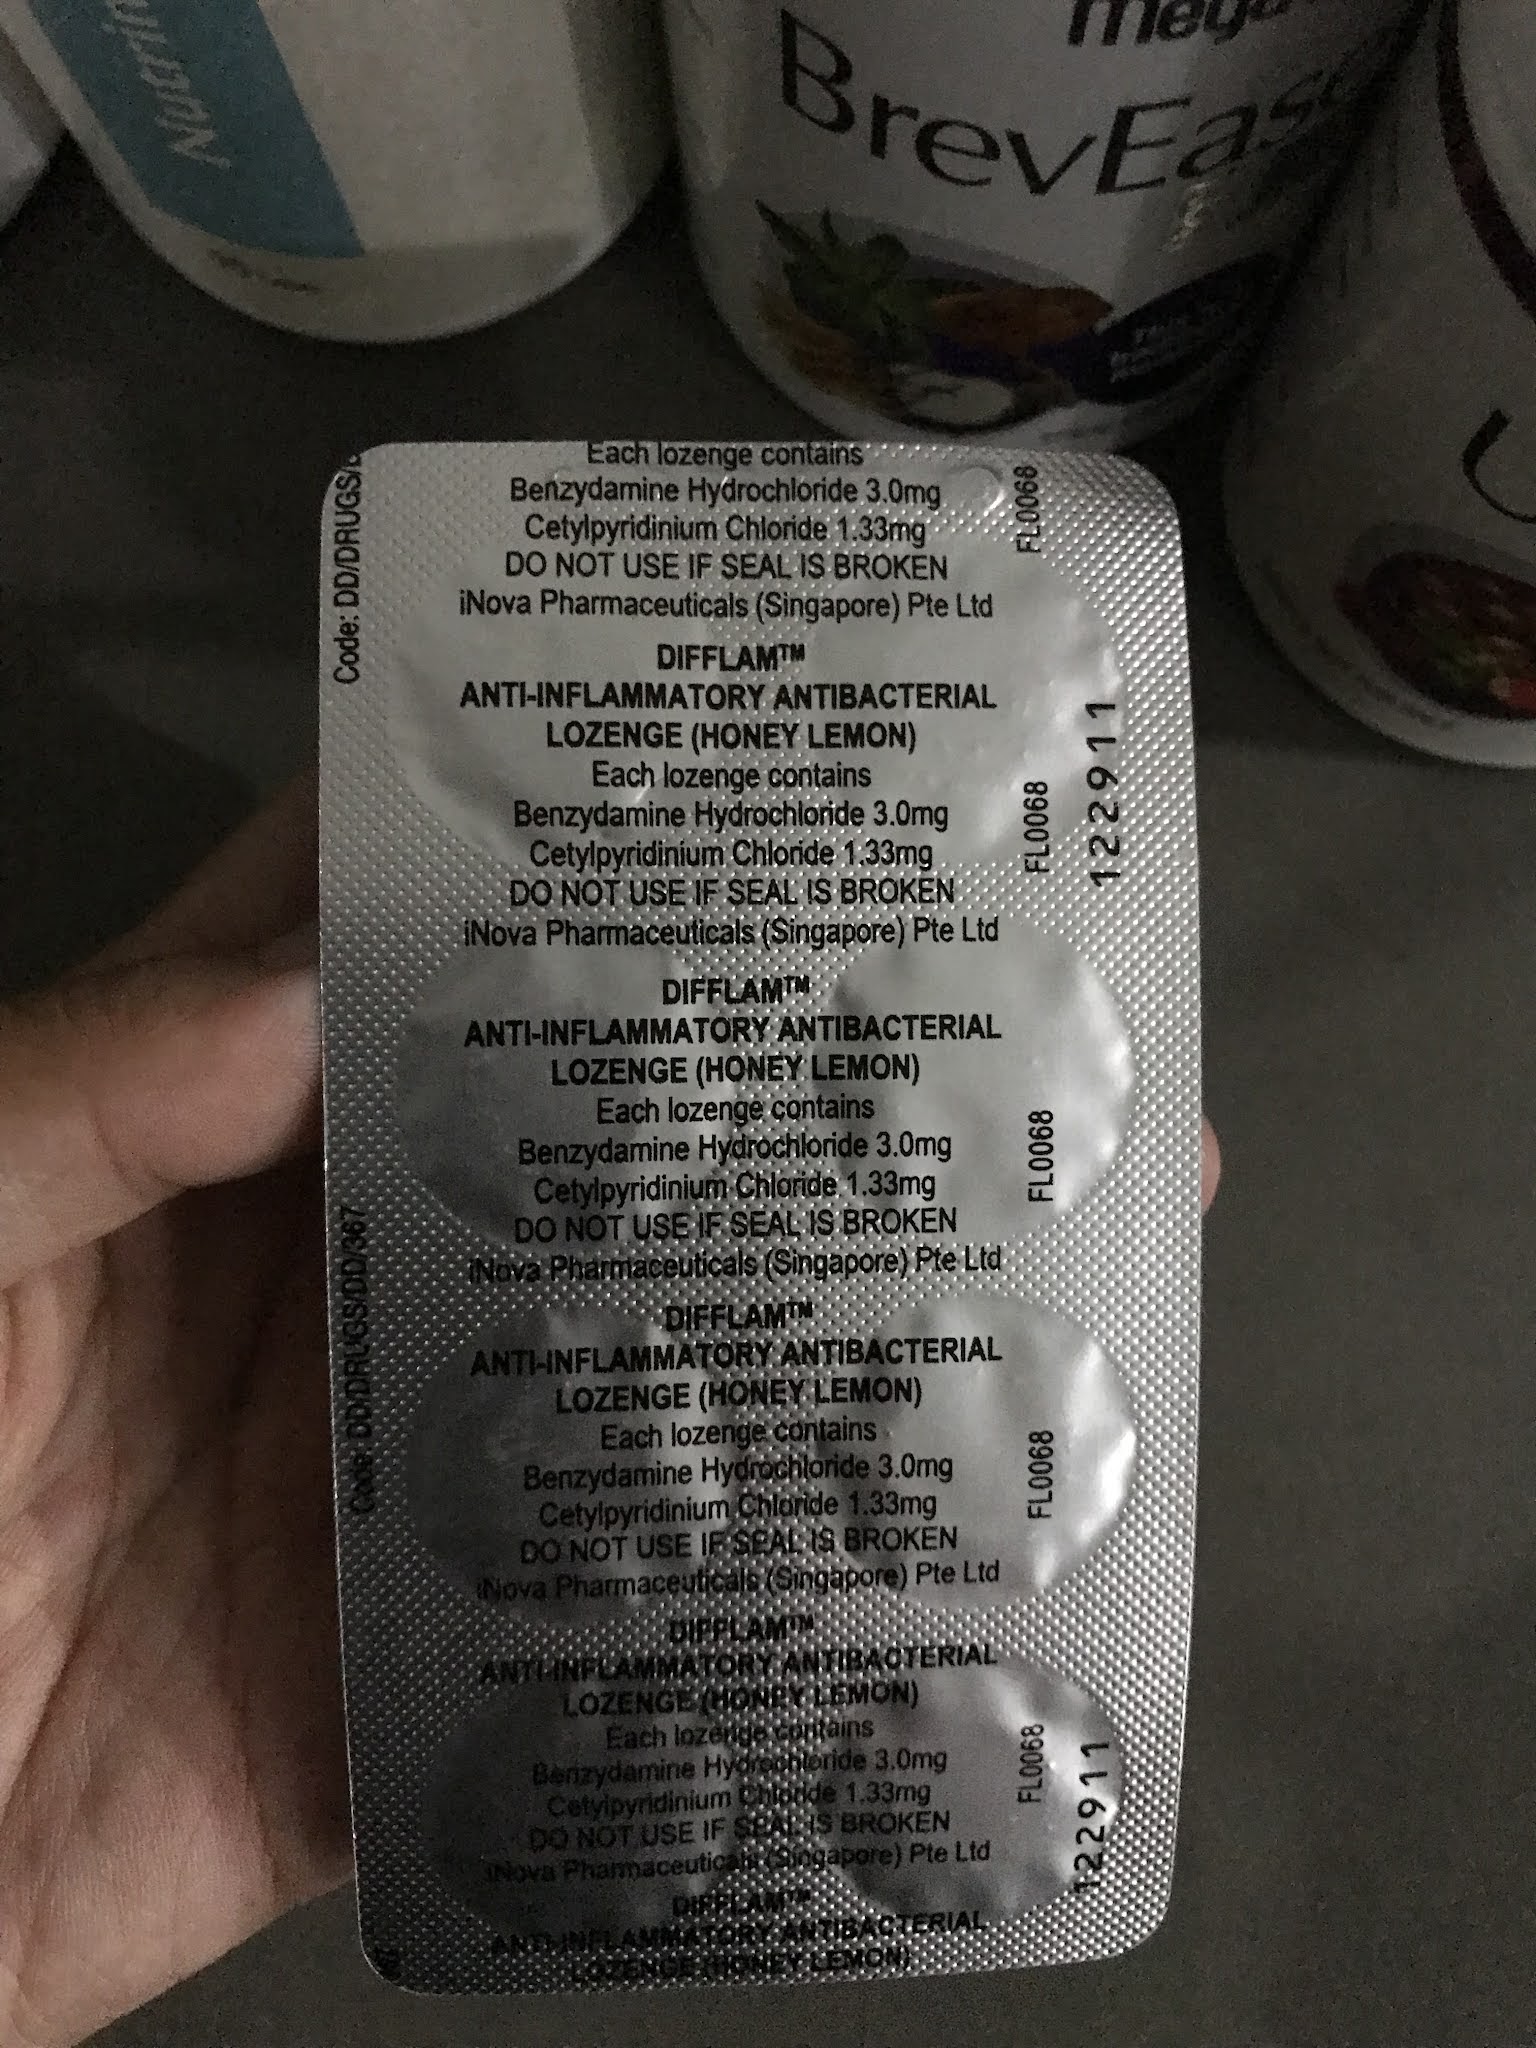 BrevEas
Each lozenge contains
Benzydamine Hydrochloride 3.0mg
Cetylpyridinium Chloride 1.33mg
DO NOT USE IF SEAL IS BROKEN
iNova Pharmaceuticals (Singapore) Pte Ltd
FL0068
Code: DD/DRUGS/
DIFFLAM™
ANTI-INFLAMMATORY ANTIBACTERIAL
LOZENGE (HONEY LEMON)
Each lozenge contains
Benzydamine Hydrochloride 3.0mg
Cetylpyridinium Chloride 1.33mg
DO NOT USE IF SEAL IS BROKEN
iNova Pharmaceuticals (Singapore) Pte Ltd
FL0068
122911
DIFFLAM™
ANTI-INFLAMMATORY ANTIBACTERIAL
LOZENGE (HONEY LEMON)
Each lozenge contains
Benzydamine Hydrochloride 3.0mg
Cetylpyridinium Chloride 1.33mg
DO NOT USE IF SEAL IS BROKEN
iNova Pharmaceuticals (Singapore) Pte Ltd
FL0068
Code: DD/DRUGS/DD/367
DIFFLAM™
ANTI-INFLAMMATORY ANTIBACTERIAL
LOZENGE (HONEY LEMON)
Each lozenge contains
Benzydamine Hydrochloride 3.0mg
Cetylpyridinium Chloride 1.33mg
DO NOT USE IF SEAL IS BROKEN
iNova Pharmaceuticals (Singapore) Pte Ltd
FL0068
DIFFLAM™
ANTI-INFLAMMATORY ANTIBACTERIAL
LOZENGE (HONEY LEMON)
Each lozenge contains
Benzydamine Hydrochloride 3.0mg
Cetylpyridinium Chloride 1.33mg
DO NOT USE IF SEAL IS BROKEN
iNova Pharmaceuticals (Singapore) Pte Ltd
FL0068
122911
DIFFLAM™
ANTI-INFLAMMATORY ANTIBACTERIAL
LOZENGE (HONEY LEMON)